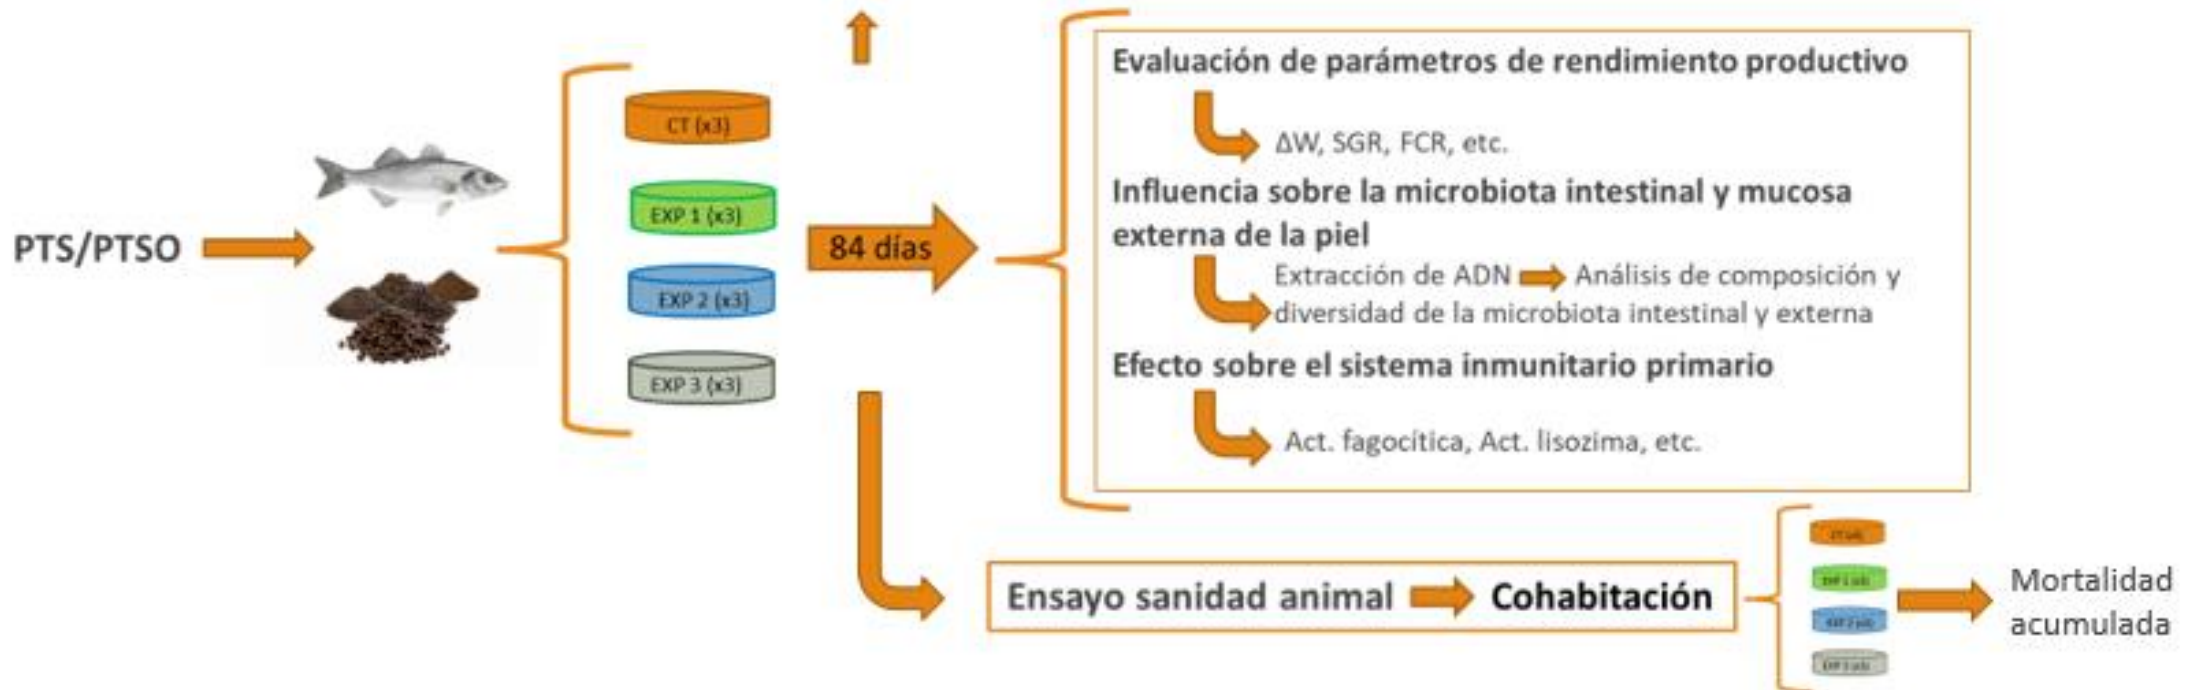 PTS/PTSO
CT (x3)
EXP 1 (x3)
EXP 2 (x3)
EXP 3 (x3)
84 días
Evaluación de parámetros de rendimiento productivo
ΔW, SGR, FCR, etc.
Influencia sobre la microbiota intestinal y mucosa
externa de la piel
Extracción de ADN Análisis de composición y
diversidad de la microbiota intestinal y externa
Efecto sobre el sistema inmunitario primario
Act. fagocítica, Act. lisozima, etc.
Ensayo sanidad animal Cohabitación
Mortalidad
acumulada